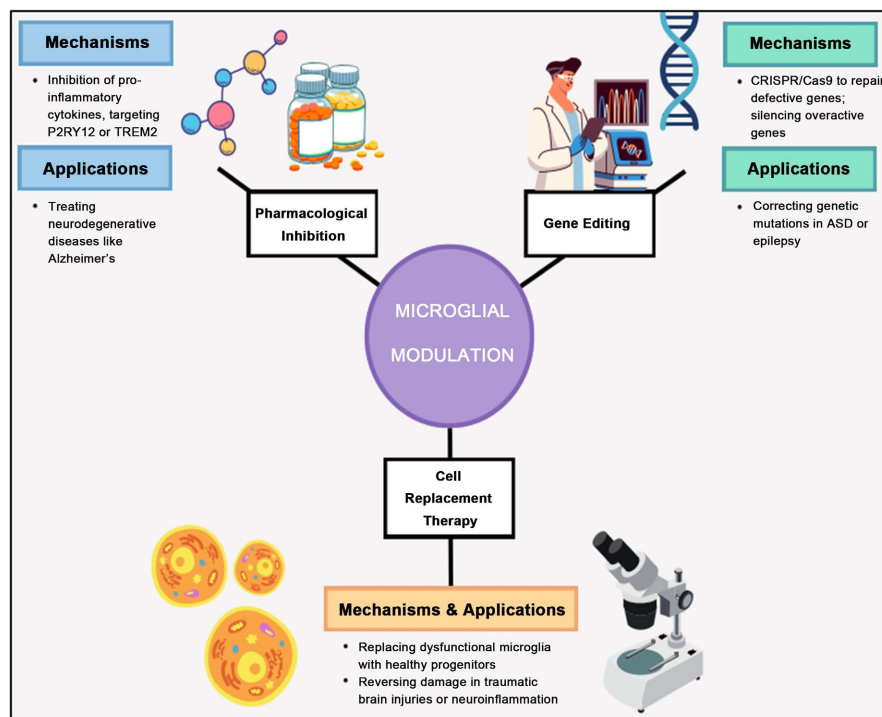 Mechanisms
• Inhibition of pro-
inflammatory
cytokines, targeting
P2RY12 or TREM2
Applications
• Treating
neurodegenerative
diseases like
Alzheimer's
Pharmacological
Inhibition
Mechanisms
• CRISPR/Cas9 to repair
defective genes;
silencing overactive
genes
Applications
• Correcting genetic
mutations in ASD or
epilepsy
Gene Editing
MICROGLIAL
MODULATION
Cell
Replacement
Therapy
Mechanisms & Applications
• Replacing dysfunctional microglia
with healthy progenitors
• Reversing damage in traumatic
brain injuries or neuroinflammation